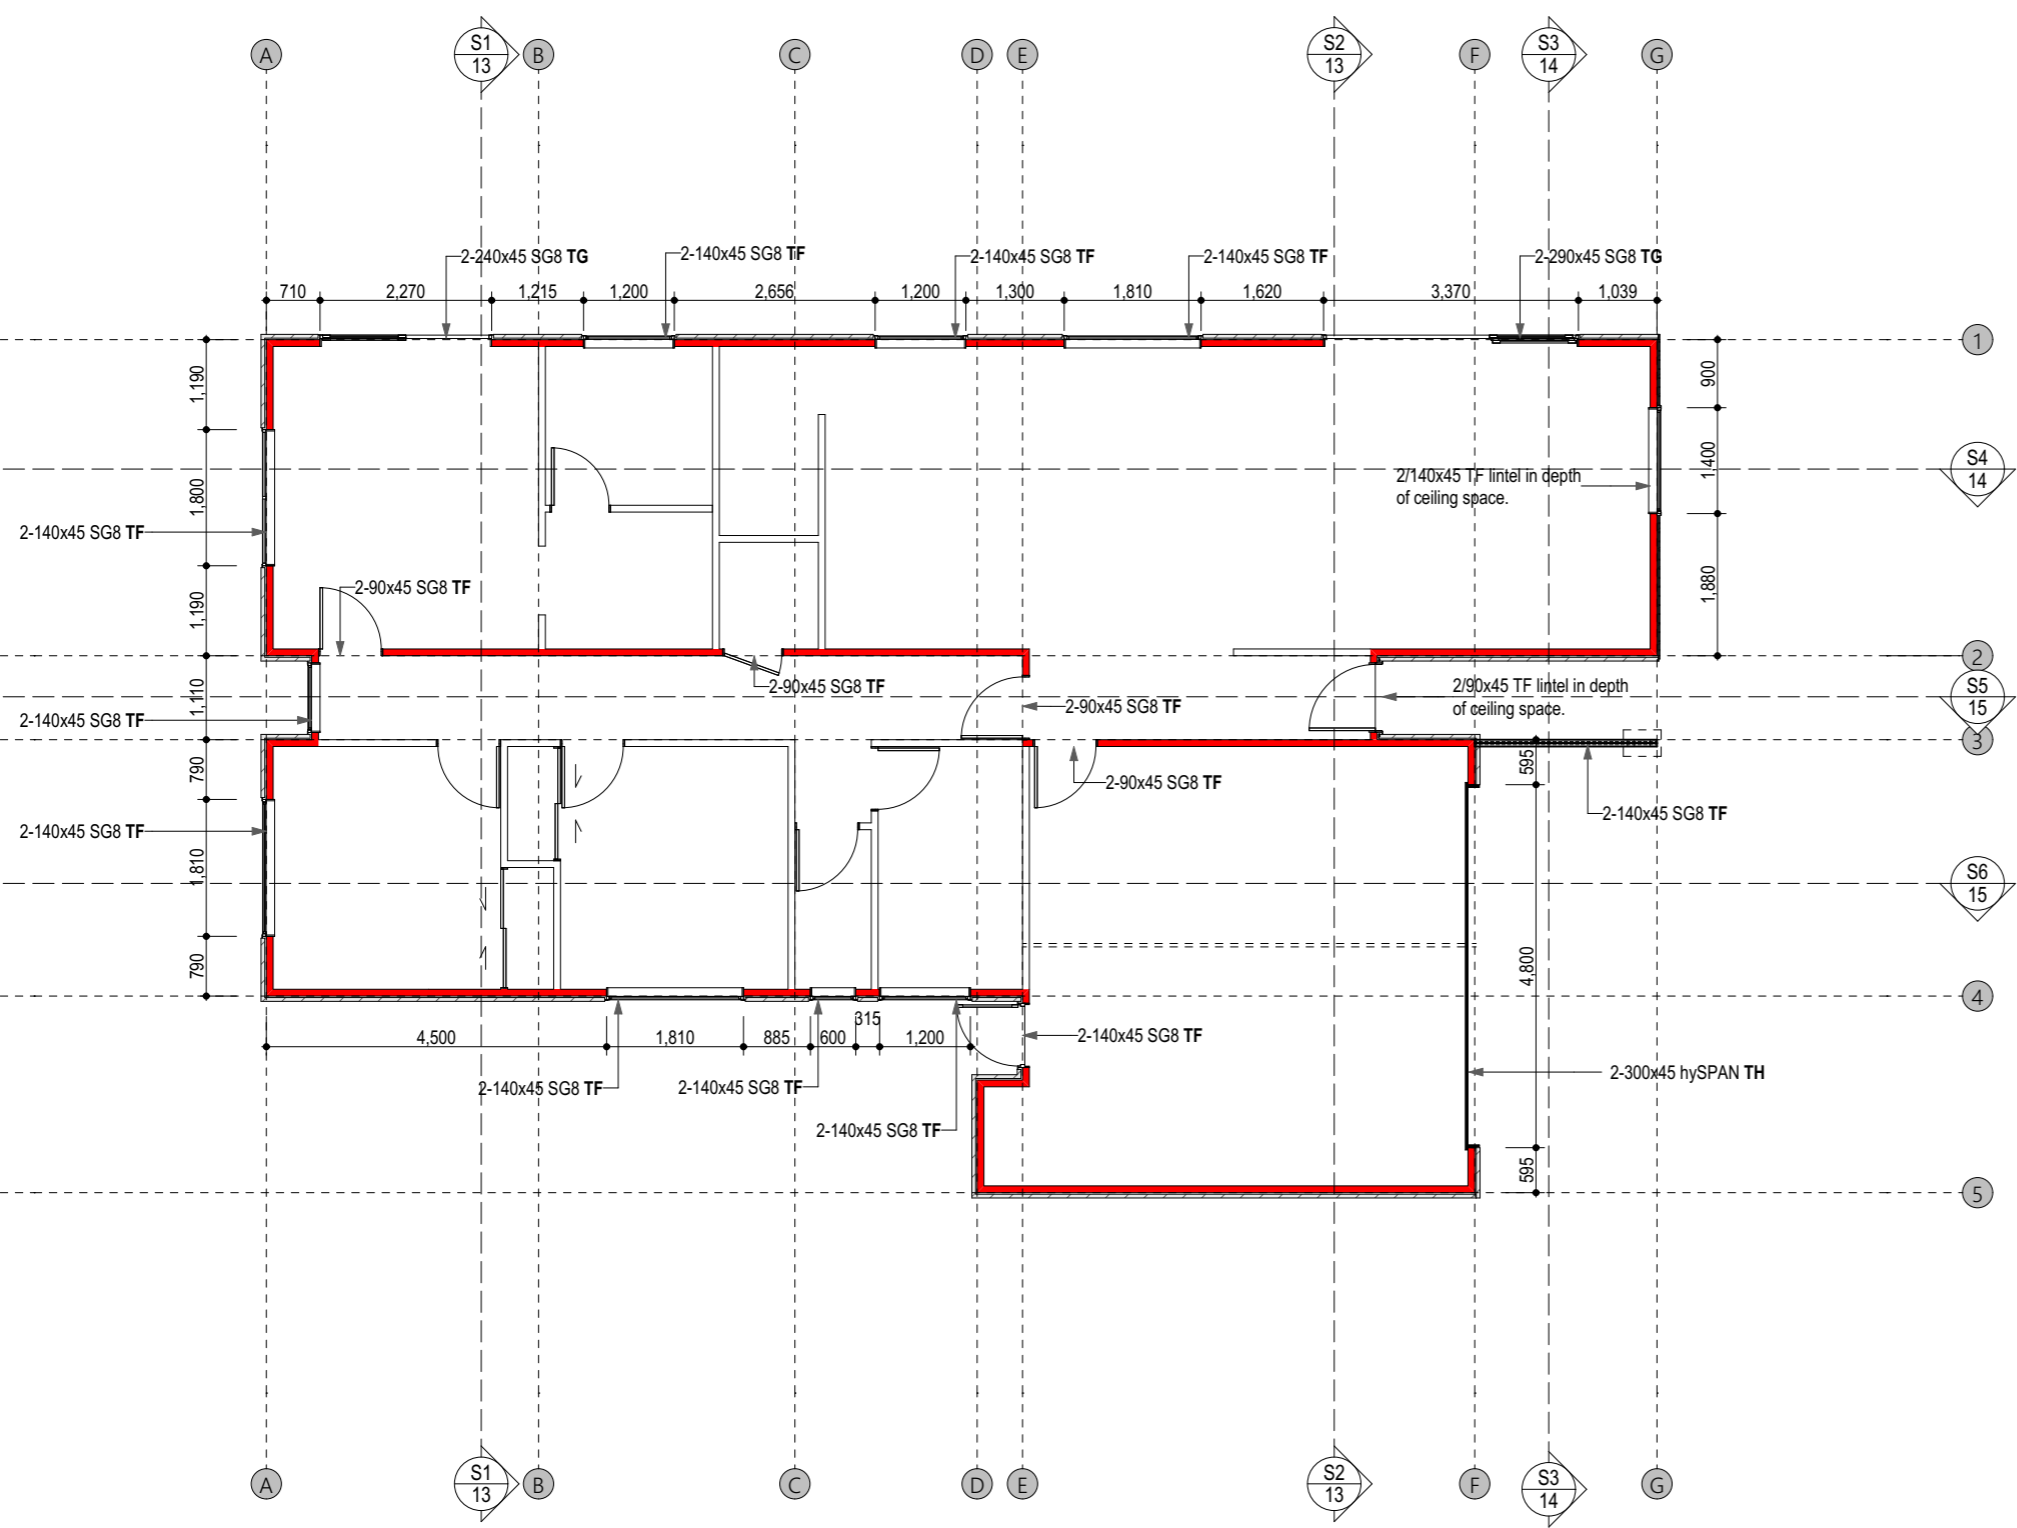 A
S1
13
B
C
D
E
S2
13
F
S3
14
G
2-240x45 SG8 TG
2-140x45 SG8 TF
2-140x45 SG8 TF
2-140x45 SG8 TF
2-290x45 SG8 TG
710
2,270
1,215
1,200
2,656
1,200
1,300
1,810
1,620
3,370
1,039
1
1,190
900
1,800
1,400
S4
14
2/140x45 TF lintel in depth
of ceiling space.
2-140x45 SG8 TF
2-90x45 SG8 TF
1,190
1,880
2
2-90x45 SG8 TF
2/90x45 TF lintel in depth
of ceiling space.
S5
15
1,110
2-140x45 SG8 TF
2-90x45 SG8 TF
3
790
595
2-90x45 SG8 TF
2-140x45 SG8 TF
2-140x45 SG8 TF
1,810
S6
15
790
4,800
4
315
4,500
1,810
885
600
1,200
2-140x45 SG8 TF
2-300x45 hySPAN TH
2-140x45 SG8 TF
2-140x45 SG8 TF
2-140x45 SG8 TF
595
5
A
S1
13
B
C
D
E
S2
13
F
S3
14
G